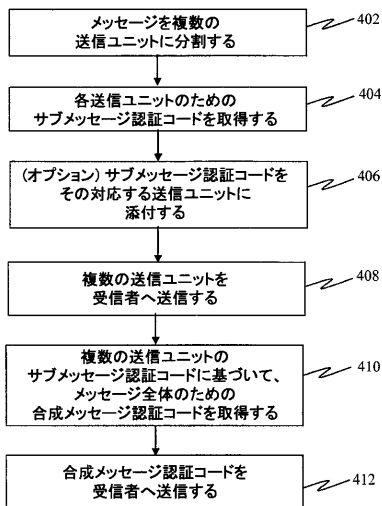 メッセージを複数の
送信ユニットに分割する
402
各送信ユニットのための
サブメッセージ認証コードを取得する
404
(オプション) サブメッセージ認証コードを
その対応する送信ユニットに
添付する
406
複数の送信ユニットを
受信者へ送信する
408
複数の送信ユニットの
サブメッセージ認証コードに基づいて、
メッセージ全体のための
合成メッセージ認証コードを取得する
410
合成メッセージ認証コードを
受信者へ送信する
412